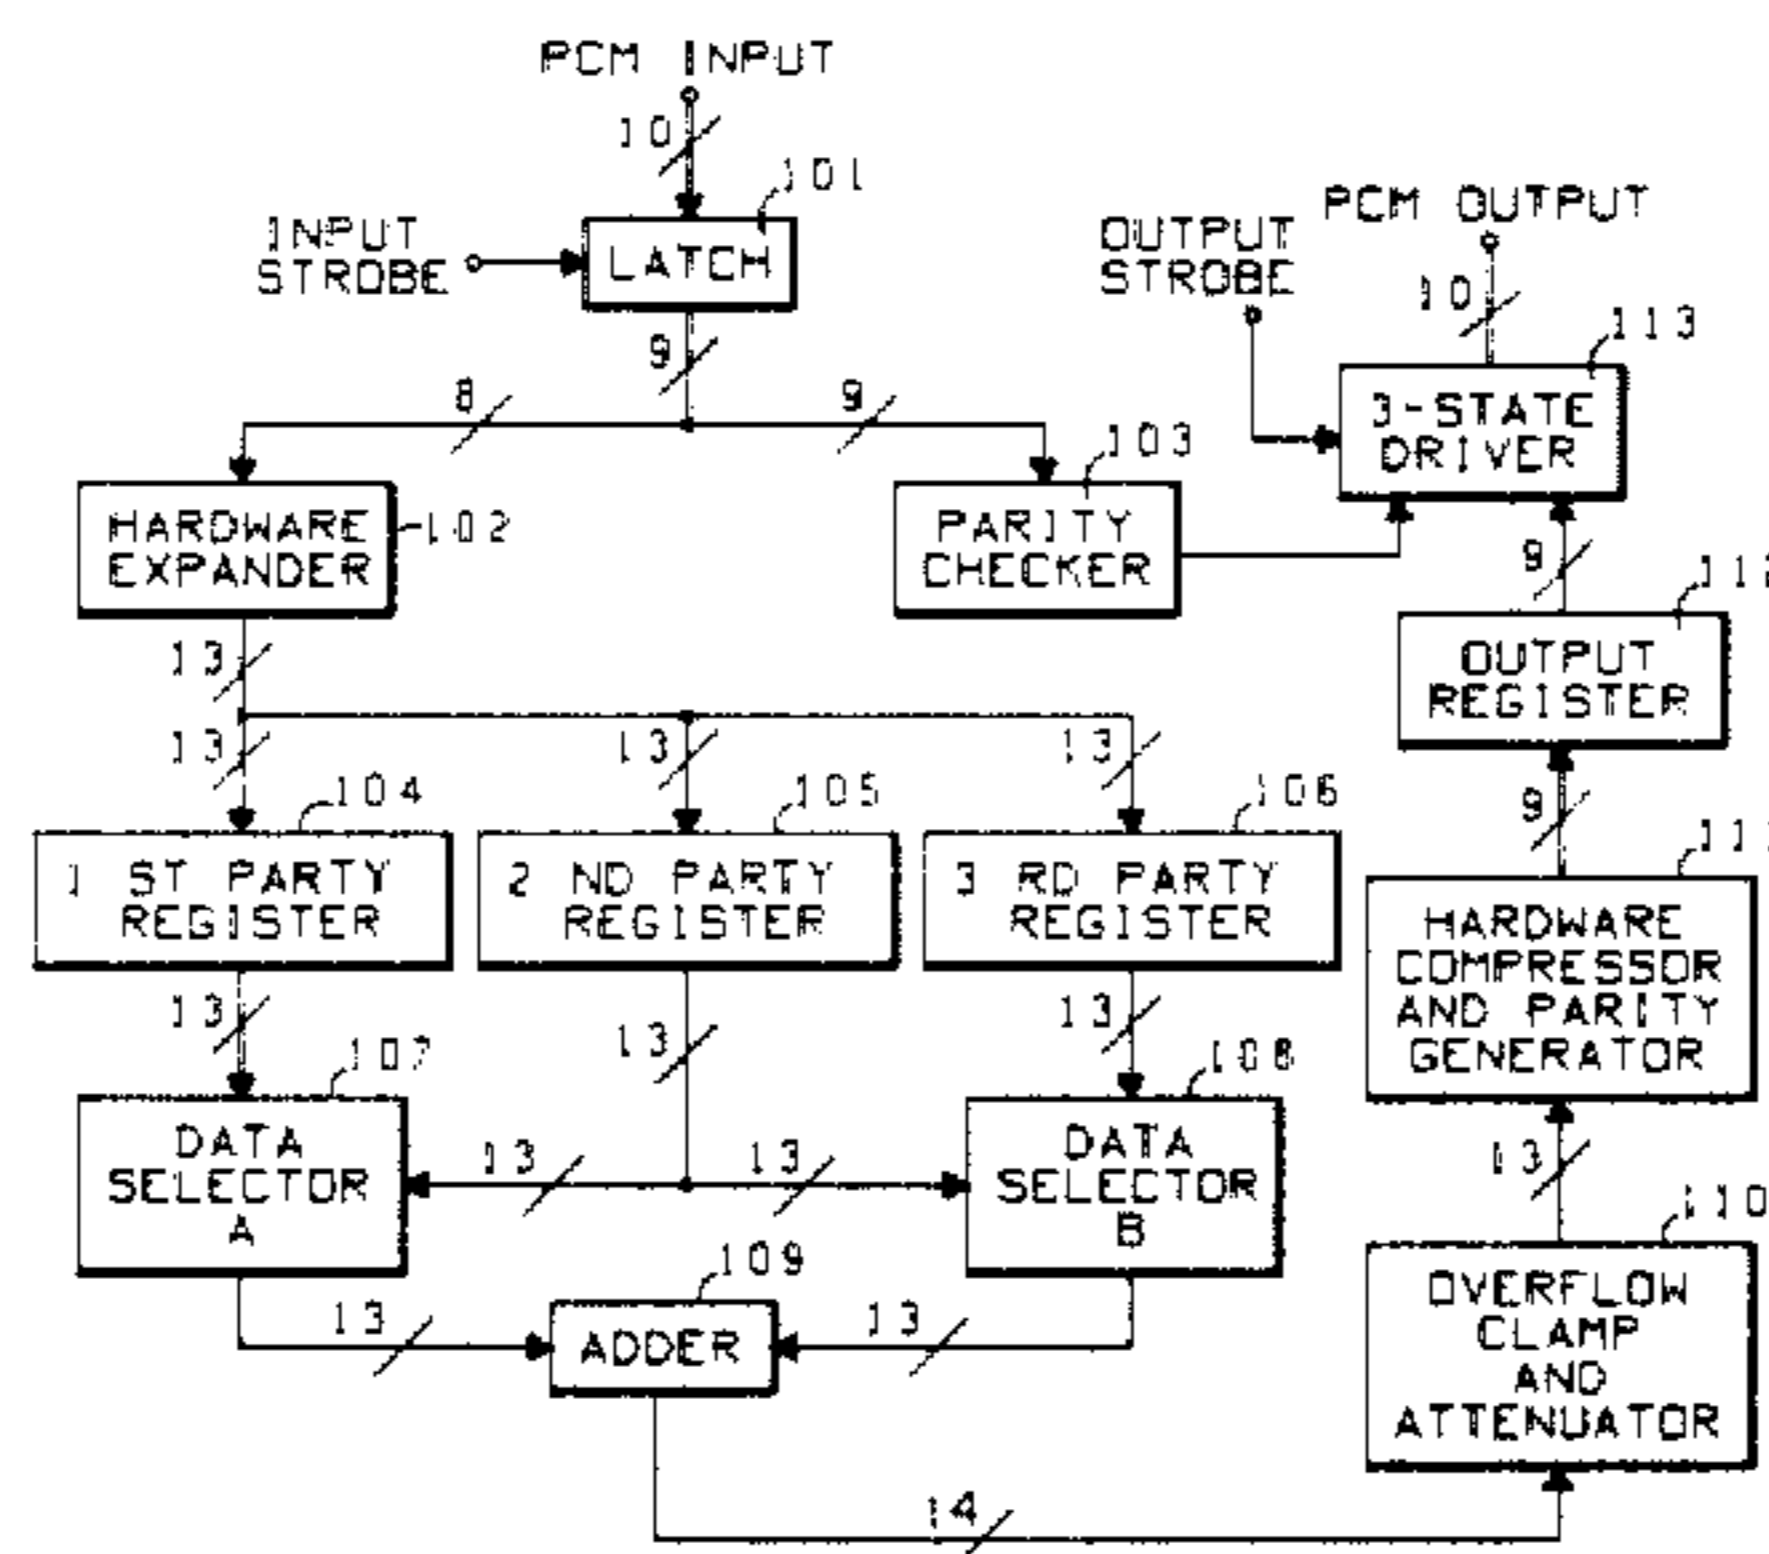 PCM INPUT
10
101
INPUT
STROBE
LATCH
PCM OUTPUT
OUTPUT
STROBE
10
113
3-STATE
DRIVER
9
8
9
103
HARDWARE
EXPANDER
102
PARITY
CHECKER
9
OUTPUT
REGISTER
13
13
13
13
104
105
106
9
1 ST PARTY
REGISTER
2 ND PARTY
REGISTER
3 RD PARTY
REGISTER
HARDWARE
COMPRESSOR
AND PARITY
GENERATOR
13
13
13
107
108
DATA
SELECTOR
A
13
13
DATA
SELECTOR
B
13
110
109
13
ADDER
13
OVERFLOW
CLAMP
AND
ATTENUATOR
14